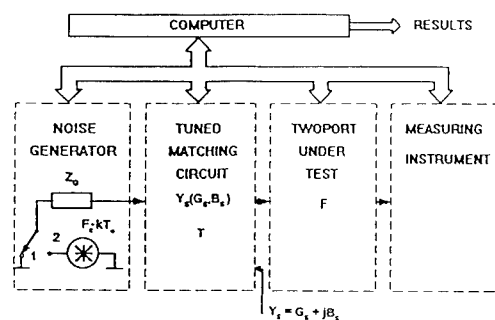 COMPUTER
RESULTS
NOISE
GENERATOR
Z₀
F꜀·kT₀
1
2
TUNED
MATCHING
CIRCUIT
Yₛ(Gₛ,Bₛ)
T
TWOPORT
UNDER
TEST
F
MEASURING
INSTRUMENT
Yₛ = Gₛ + jBₛ